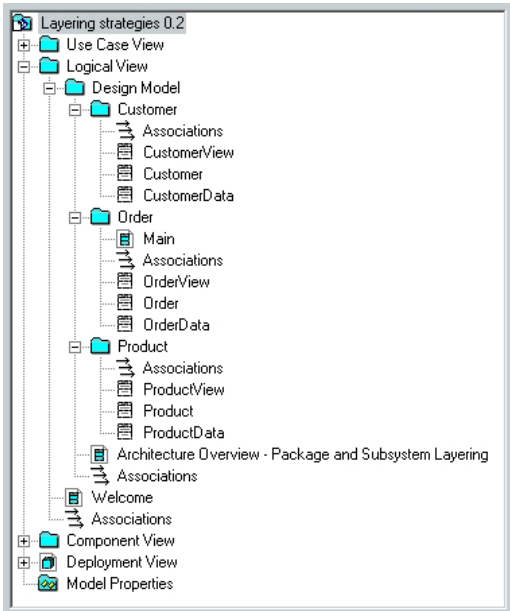 Layering strategies 0.2
Use Case View
Logical View
Design Model
Customer
Associations
CustomerView
Customer
CustomerData
Order
Main
Associations
OrderView
Order
OrderData
Product
Associations
ProductView
Product
ProductData
Architecture Overview - Package and Subsystem Layering
Associations
Welcome
Associations
Component View
Deployment View
Model Properties